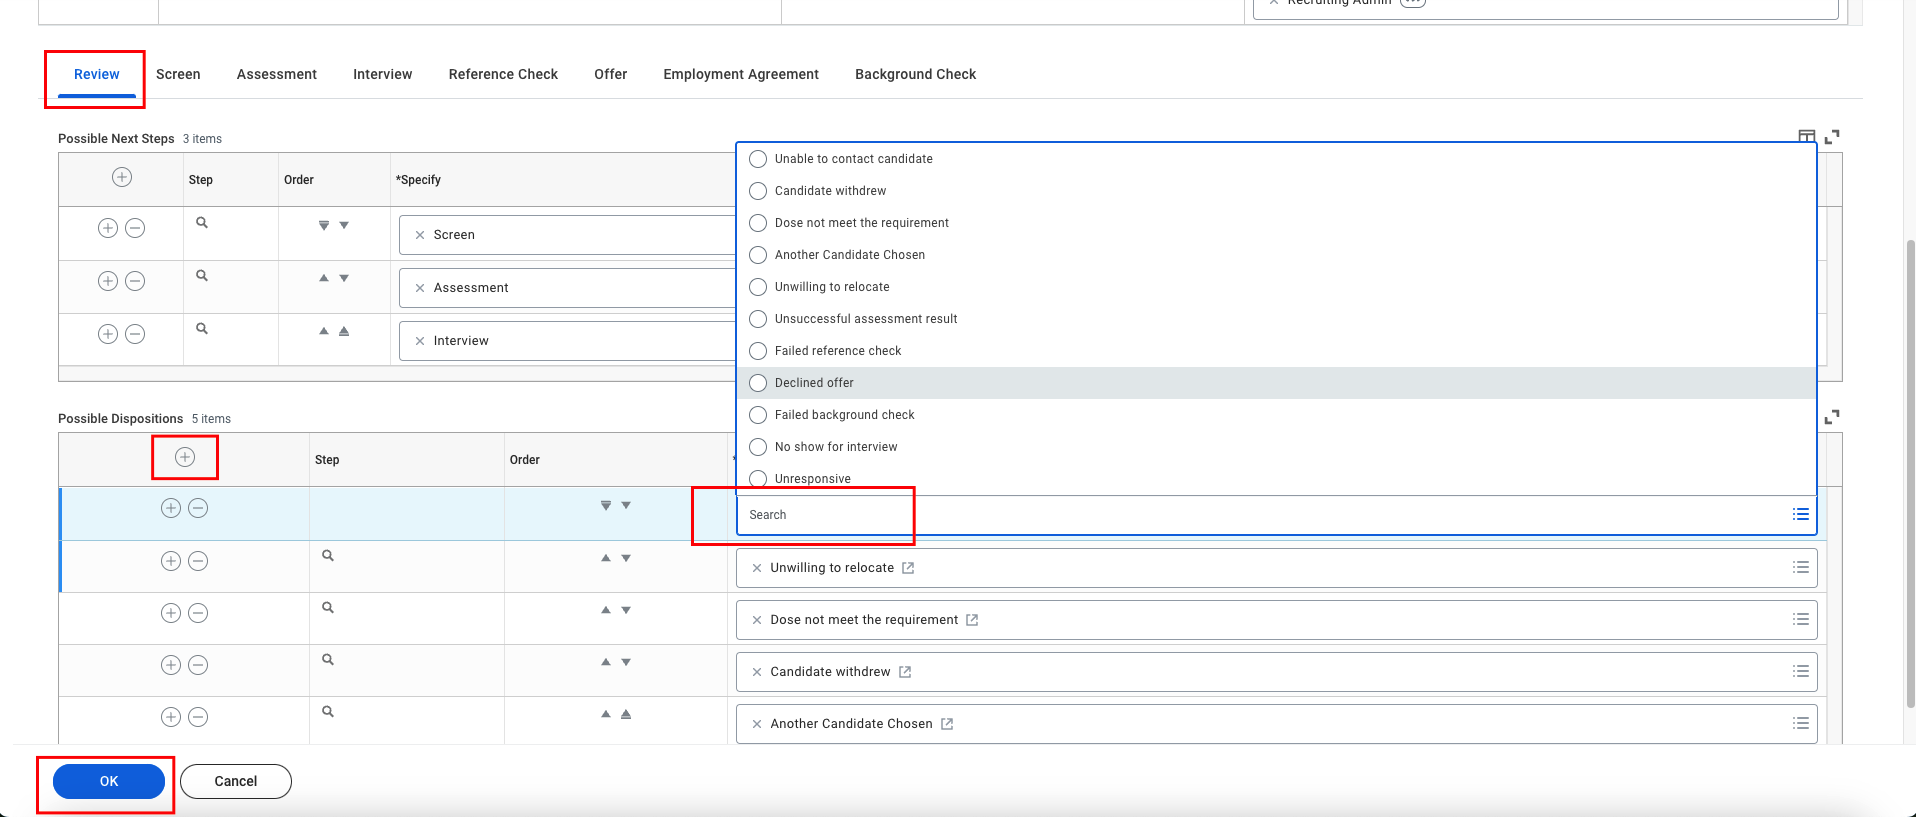 Recruiting Admin
Review Screen Assessment Interview Reference Check Offer Employment Agreement Background Check
Possible Next Steps 3 items
Step Order *Specify
Screen
Assessment
Interview
Unable to contact candidate
Candidate withdrew
Dose not meet the requirement
Another Candidate Chosen
Unwilling to relocate
Unsuccessful assessment result
Failed reference check
Declined offer
Failed background check
No show for interview
Unresponsive
Possible Dispositions 5 items
Step Order *
Search
Unwilling to relocate
Dose not meet the requirement
Candidate withdrew
Another Candidate Chosen
OK Cancel